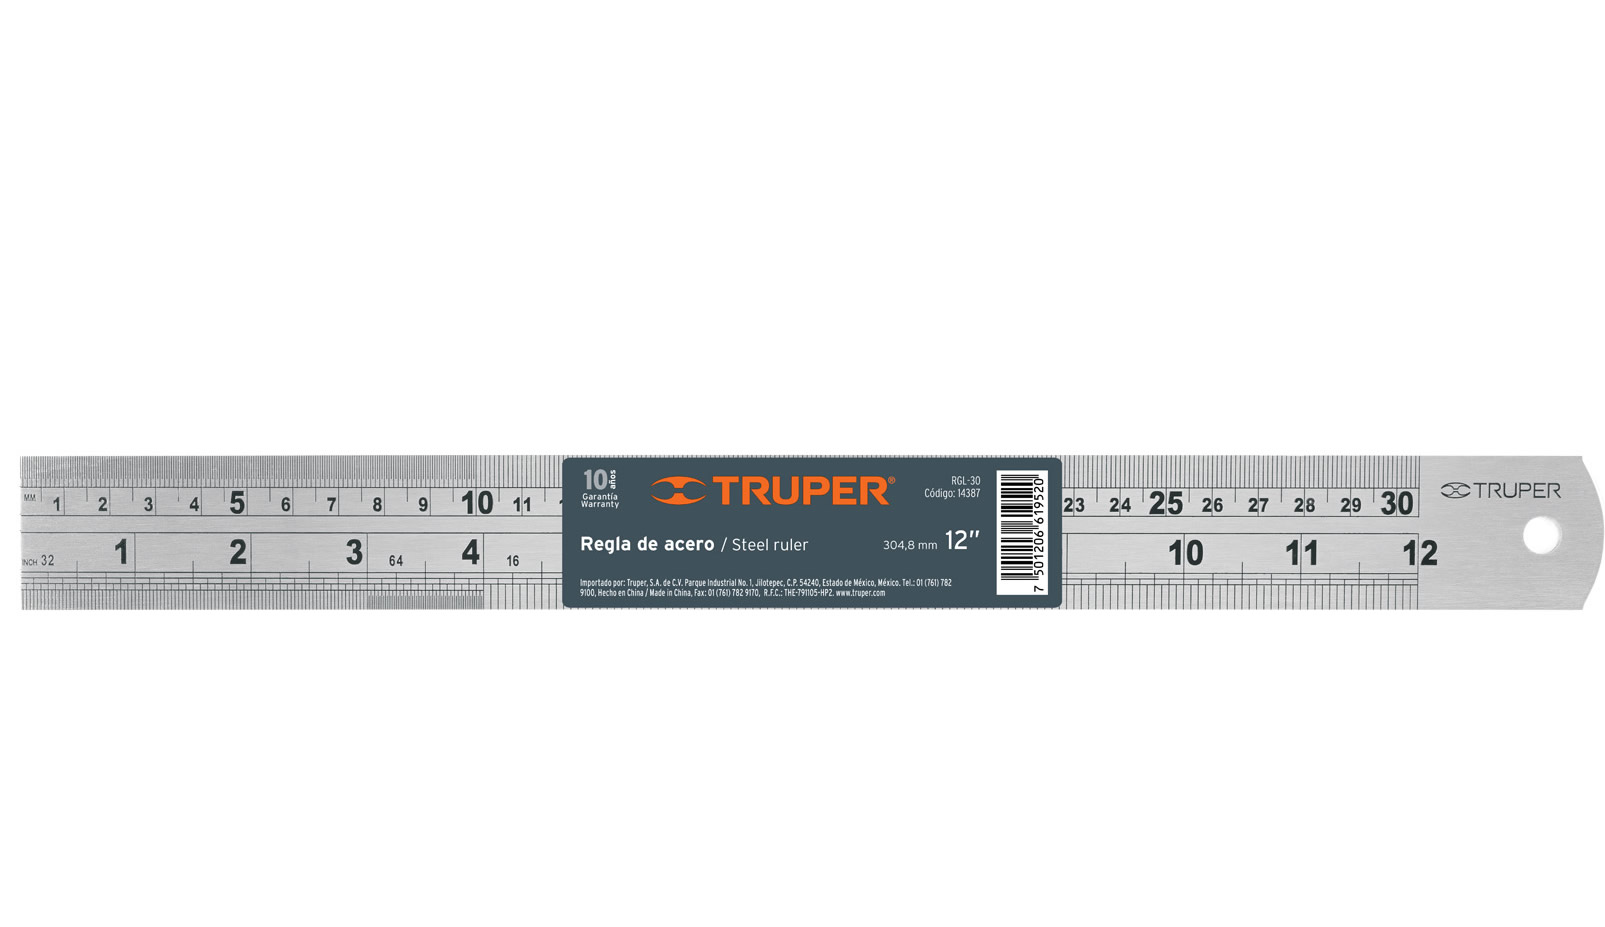 MM 1 2 3 4 5 6 7 8 9 10 11
INCH 32 1 2 3 64 4 16
10 años
Garantía
Warranty
TRUPER®
RGL-30
Código: 14387
Regla de acero / Steel ruler
304,8 mm 12"
Importado por: Truper, S.A. de C.V. Parque Industrial No. 1, Jilotepec, C.P. 54240, Estado de México, México. Tel.: 01 (761) 782
9100, Hecho en China / Made in China, Fax: 01 (761) 782 9170, R.F.C.: THE-791105-HP2. www.truper.com
7 501206 619520
23 24 25 26 27 28 29 30
10 11 12
TRUPER